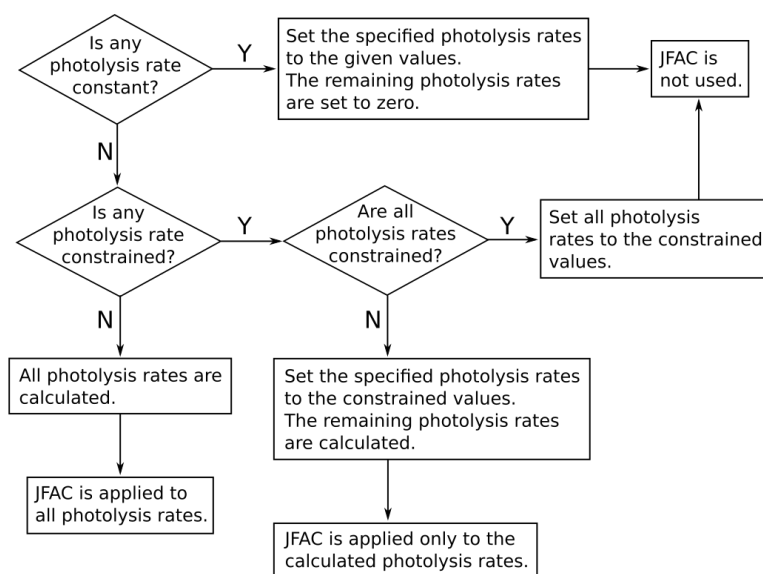 Is any
photolysis rate
constant?
Y
Set the specified photolysis rates
to the given values.
The remaining photolysis rates
are set to zero.
JFAC is
not used.
N
Is any
photolysis rate
constrained?
Y
Are all
photolysis rates
constrained?
Y
Set all photolysis
rates to the constrained
values.
N
N
All photolysis rates are
calculated.
Set the specified photolysis rates
to the constrained values.
The remaining photolysis rates
are calculated.
JFAC is applied to
all photolysis rates.
JFAC is applied only to the
calculated photolysis rates.